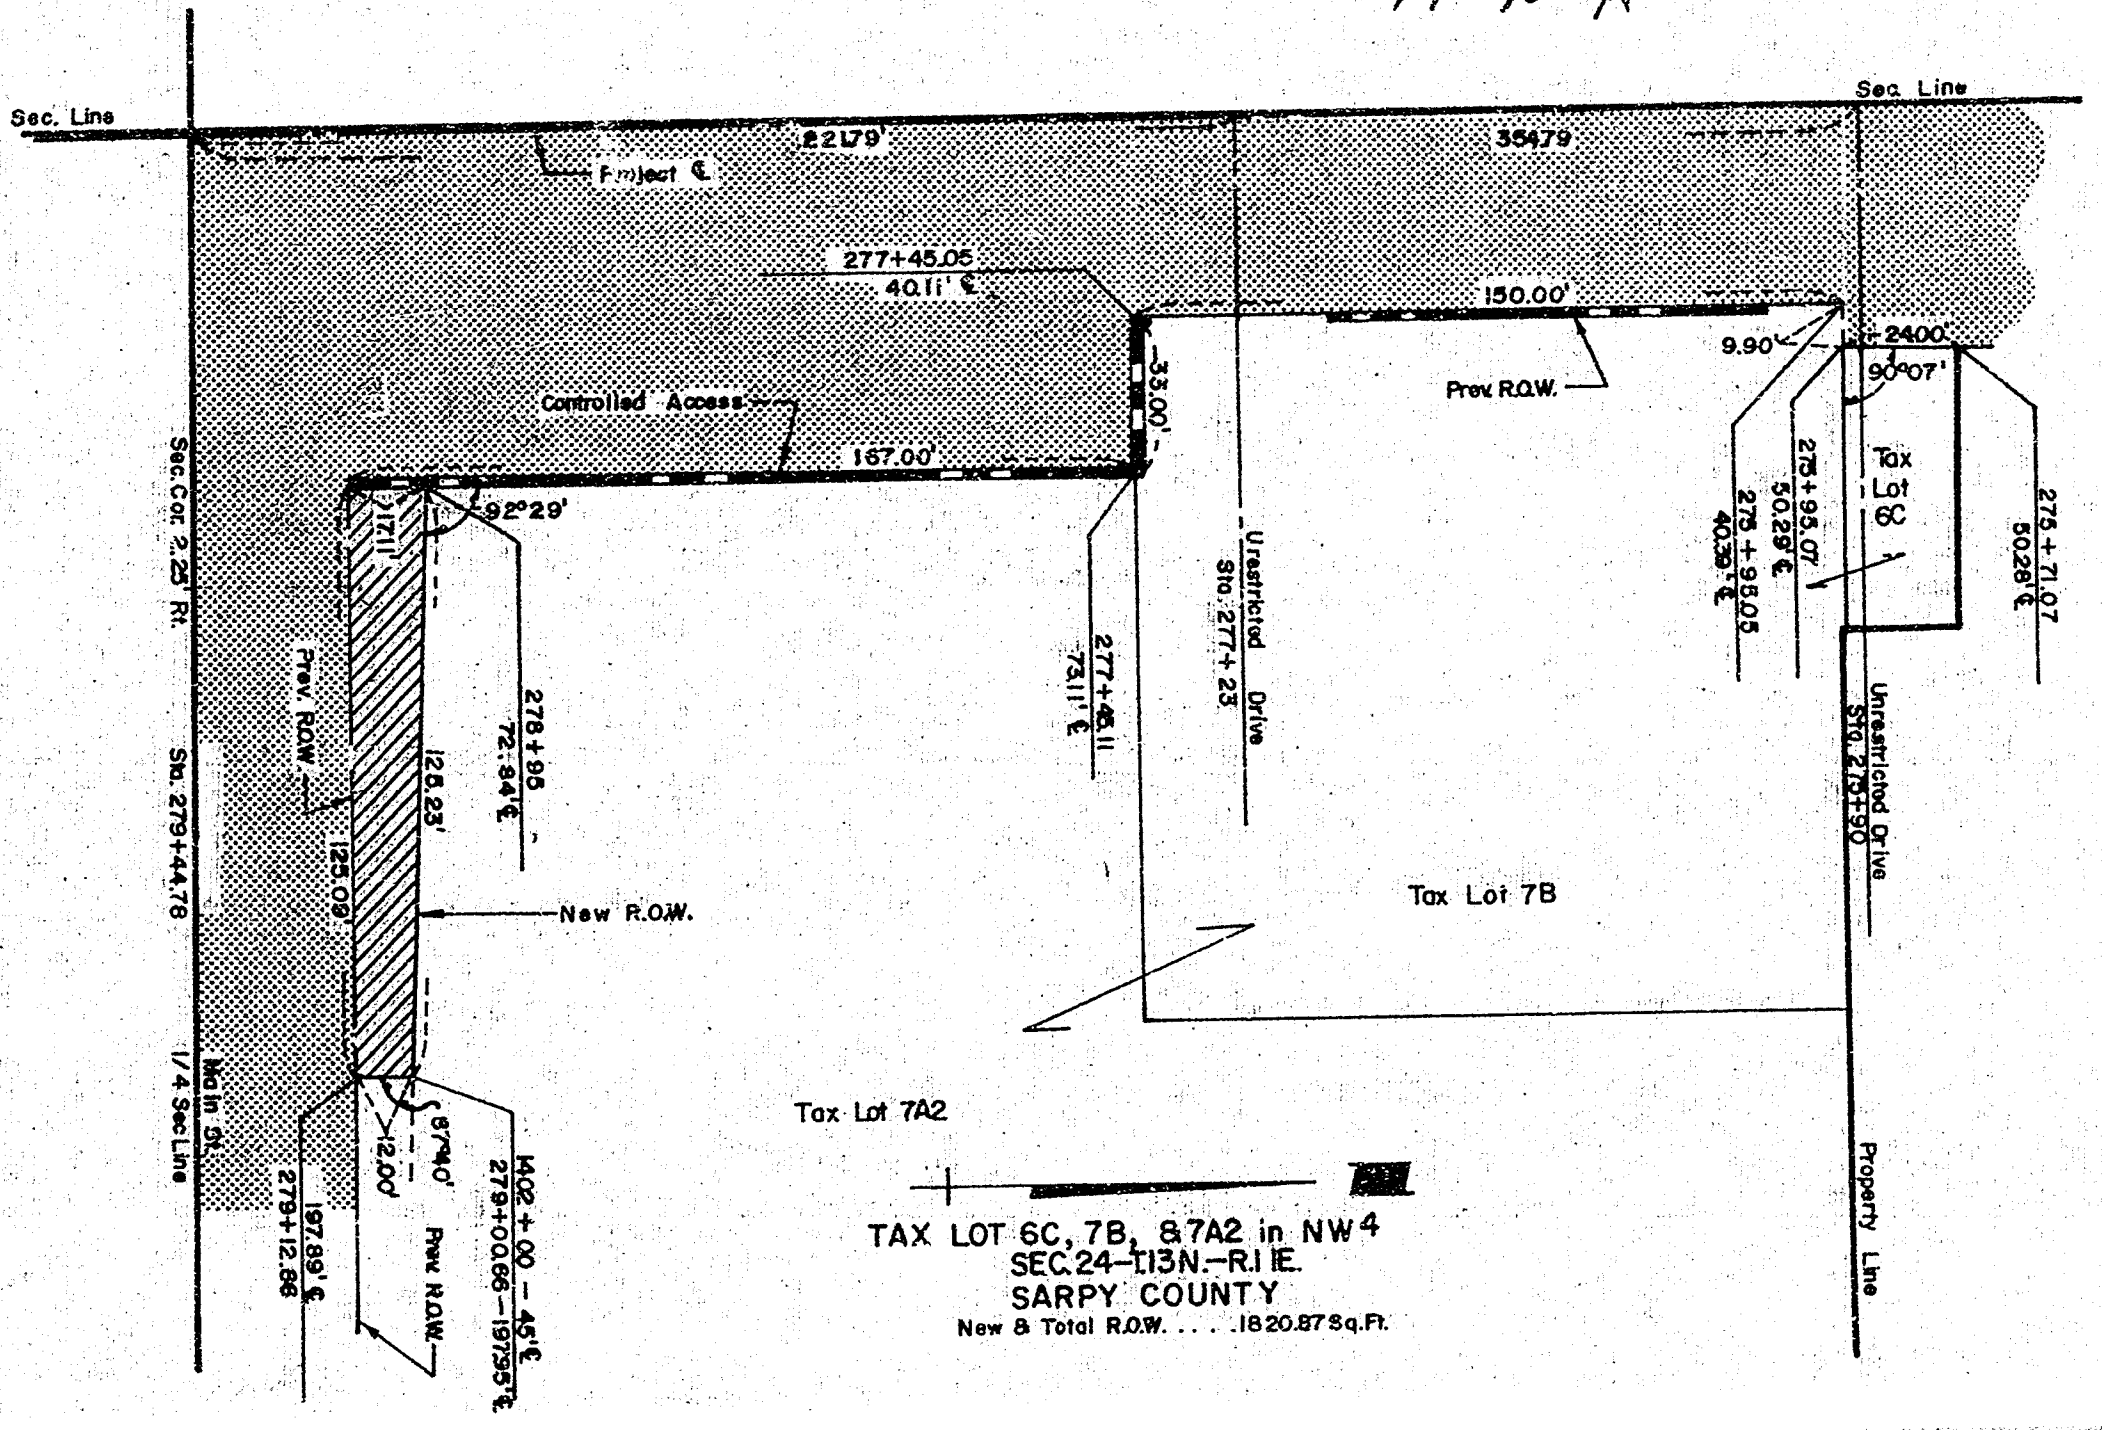 Sec. Line
Sec. Line
221.79'
354.79
Project ℄
277+45.05
40.11' ℄
150.00'
9.90'
24.00'
90°07'
Prev. R.O.W.
33.00'
Controlled Access
167.00'
17.11'
92°29'
Tax
Lot
6C
275+95.07
50.29' ℄
275+95.05
40.39' ℄
275+71.07
50.28' ℄
Sec. Cor. 2.25' Rt.
Sta. 279+44.78
1/4 Sec Line
Main St.
Prev. R.O.W.
125.09'
125.23'
278+95
72.84' ℄
277+45.11
73.11' ℄
Urestricted Drive
Sta. 277+23
Unrestricted Drive
Sta. 275+90
New R.O.W.
Tax Lot 7B
Tax Lot 7A2
87°40'
12.00'
197.89' ℄
279+12.86
1402+00 - 45' ℄
279+00.86-197.95' ℄
Prev. R.O.W.
Property Line
TAX LOT 6C, 7B, & 7A2 in NW4
SEC. 24-T.13N.-R.11E.
SARPY COUNTY
New & Total R.O.W. . . . . 1820.87 Sq. Ft.